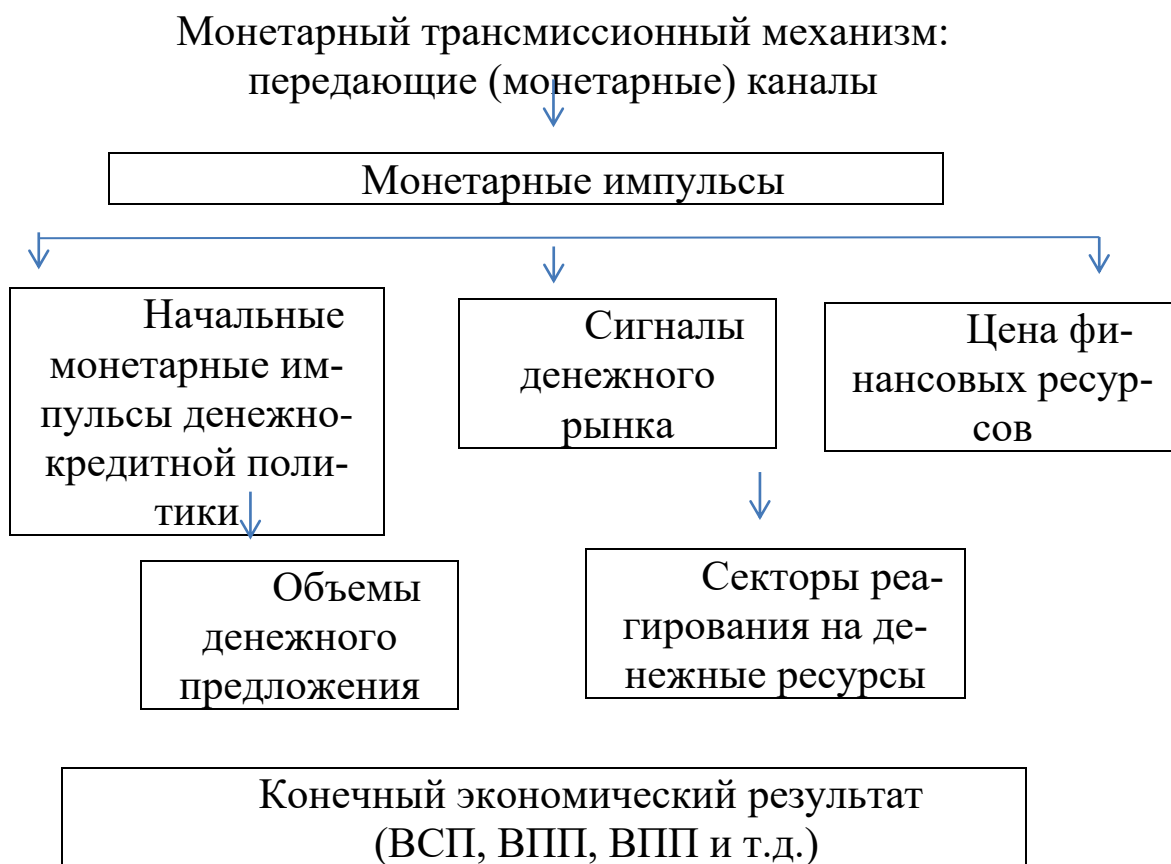 Монетарный трансмиссионный механизм:
передающие (монетарные) каналы
Монетарные импульсы
Начальные
монетарные им-
пульсы денежно-
кредитной поли-
тики
Сигналы
денежного
рынка
Цена фи-
нансовых ресур-
сов
Объемы
денежного
предложения
Секторы реа-
гирования на де-
нежные ресурсы
Конечный экономический результат
(ВСП, ВПП, ВПП и т.д.)